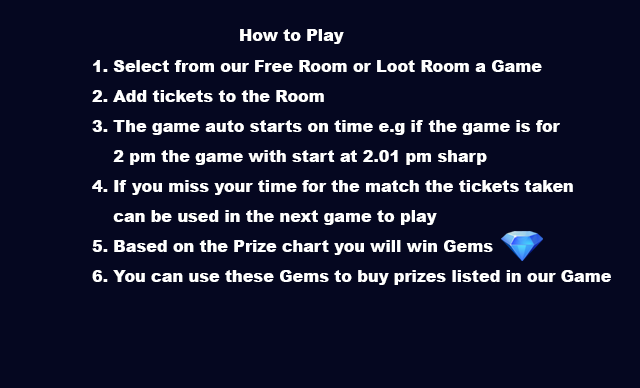 How to Play
1. Select from our Free Room or Loot Room a Game
2. Add tickets to the Room
3. The game auto starts on time e.g if the game is for
2 pm the game with start at 2.01 pm sharp
4. If you miss your time for the match the tickets taken
can be used in the next game to play
5. Based on the Prize chart you will win Gems
6. You can use these Gems to buy prizes listed in our Game